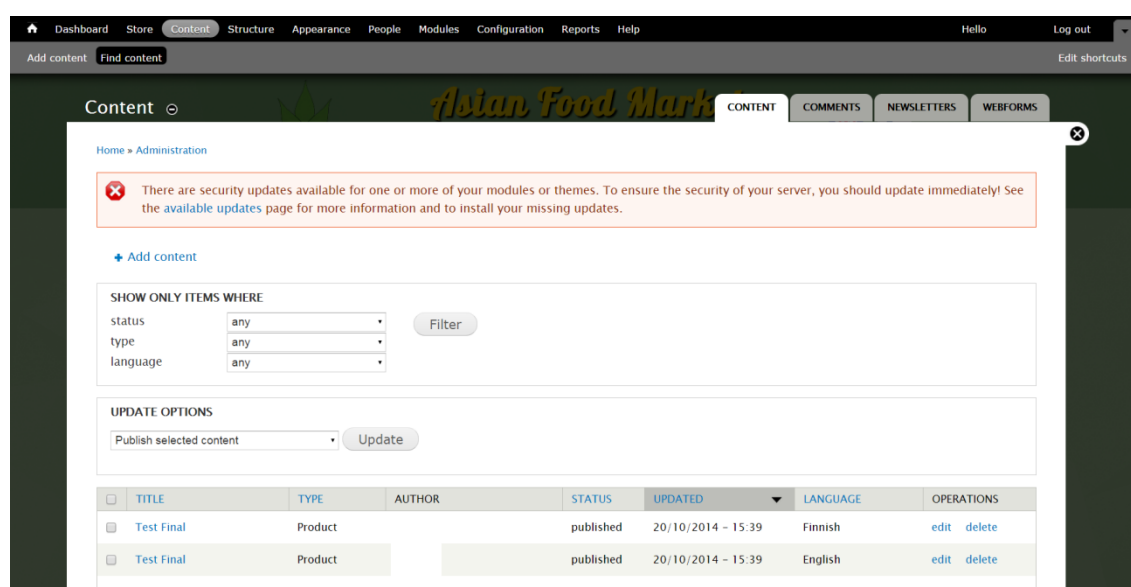 Dashboard Store Content Structure Appearance People Modules Configuration Reports Help Hello Log out
Add content Find content Edit shortcuts
Asian Food Mark
Content CONTENT COMMENTS NEWSLETTERS WEBFORMS
Home » Administration
There are security updates available for one or more of your modules or themes. To ensure the security of your server, you should update immediately! See
the available updates page for more information and to install your missing updates.
Add content
SHOW ONLY ITEMS WHERE
status any Filter
type any
language any
UPDATE OPTIONS
Publish selected content Update
TITLE TYPE AUTHOR STATUS UPDATED LANGUAGE OPERATIONS
Test Final Product published 20/10/2014 - 15:39 Finnish edit delete
Test Final Product published 20/10/2014 - 15:39 English edit delete